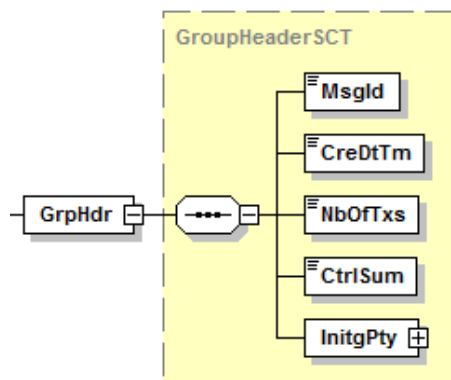 GroupHeaderSCT
MsgId
CreDtTm
GrpHdr
NbOfTxs
CtrlSum
InitgPty